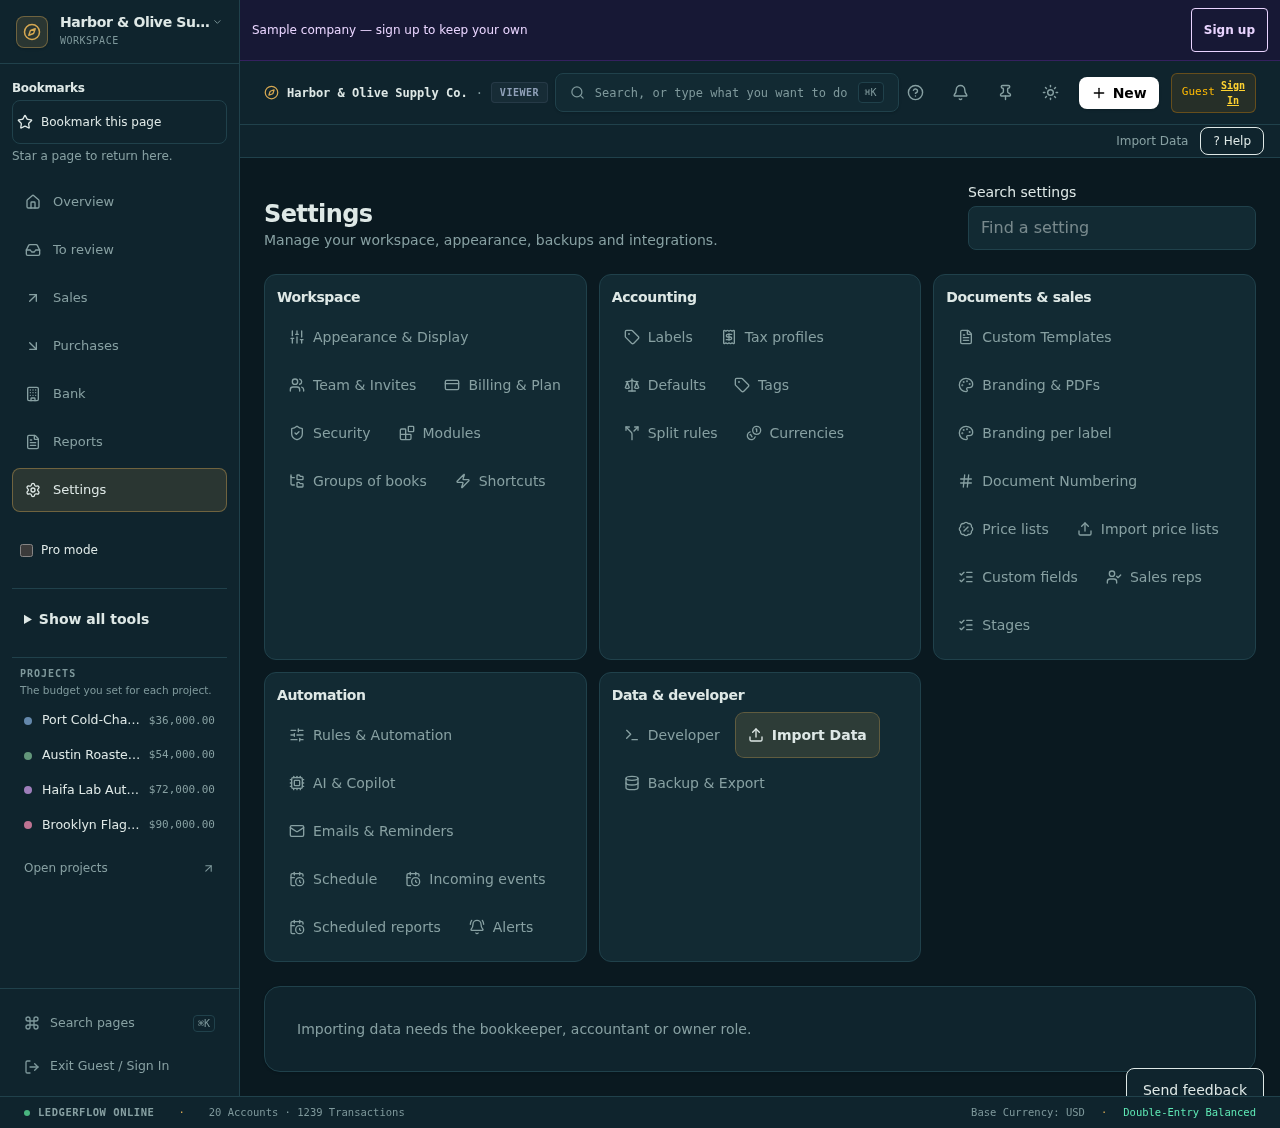 Harbor & Olive Su...
WORKSPACE
Bookmarks
Bookmark this page
Star a page to return here.
Overview
To review
Sales
Purchases
Bank
Reports
Settings
Pro mode
Show all tools
PROJECTS
The budget you set for each project.
Port Cold-Cha... $36,000.00
Austin Roaste... $54,000.00
Haifa Lab Aut... $72,000.00
Brooklyn Flag... $90,000.00
Open projects
Search pages ⌘K
Exit Guest / Sign In
Sample company — sign up to keep your own
Sign up
Harbor & Olive Supply Co. · VIEWER
Search, or type what you want to do ⌘K
New
Guest Sign In
Import Data
? Help
Settings
Manage your workspace, appearance, backups and integrations.
Search settings
Find a setting
Workspace
Appearance & Display
Team & Invites Billing & Plan
Security Modules
Groups of books Shortcuts
Accounting
Labels Tax profiles
Defaults Tags
Split rules Currencies
Documents & sales
Custom Templates
Branding & PDFs
Branding per label
Document Numbering
Price lists Import price lists
Custom fields Sales reps
Stages
Automation
Rules & Automation
AI & Copilot
Emails & Reminders
Schedule Incoming events
Scheduled reports Alerts
Data & developer
Developer Import Data
Backup & Export
Importing data needs the bookkeeper, accountant or owner role.
Send feedback
LEDGERFLOW ONLINE · 20 Accounts · 1239 Transactions
Base Currency: USD · Double-Entry Balanced